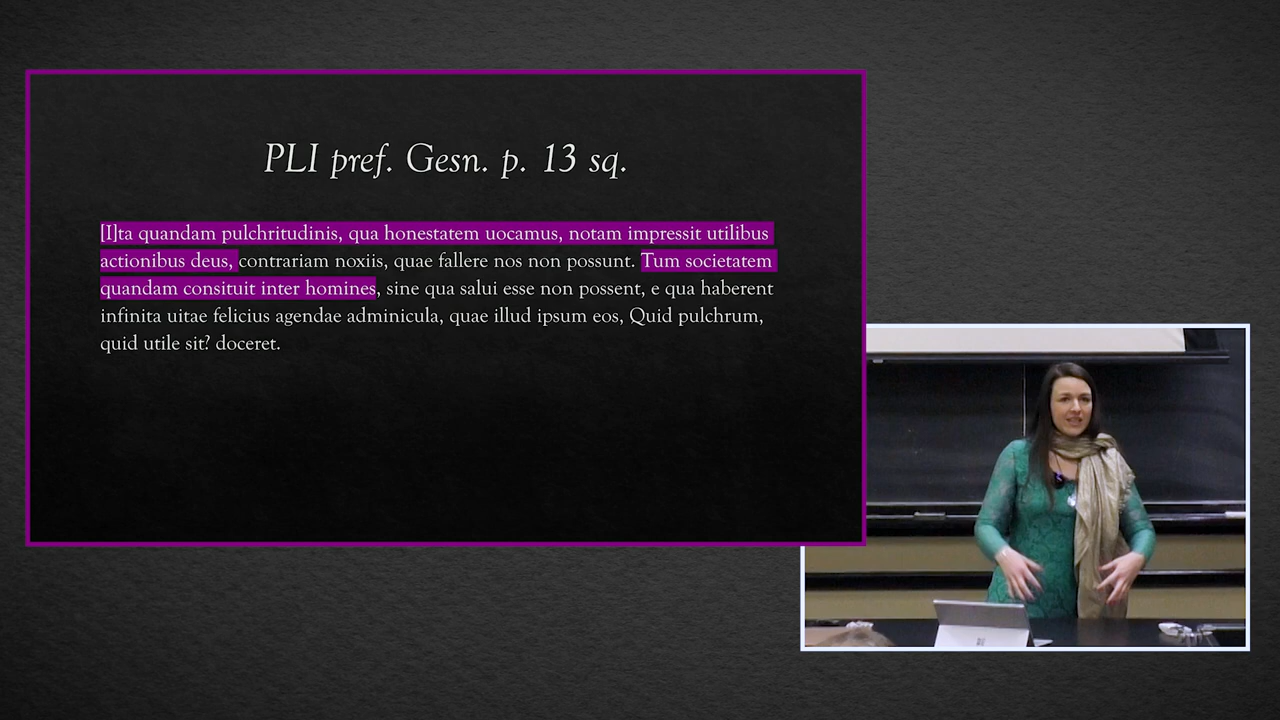 PLI pref. Gesn. p. 13 sq.
[I]ta quandam pulchritudinis, qua honestatem uocamus, notam impressit utilibus
actionibus deus, contrariam noxiis, quae fallere nos non possunt. Tum societatem
quandam consituit inter homines, sine qua salui esse non possent, e qua haberent
infinita uitae felicius agendae adminicula, quae illud ipsum eos, Quid pulchrum,
quid utile sit? doceret.